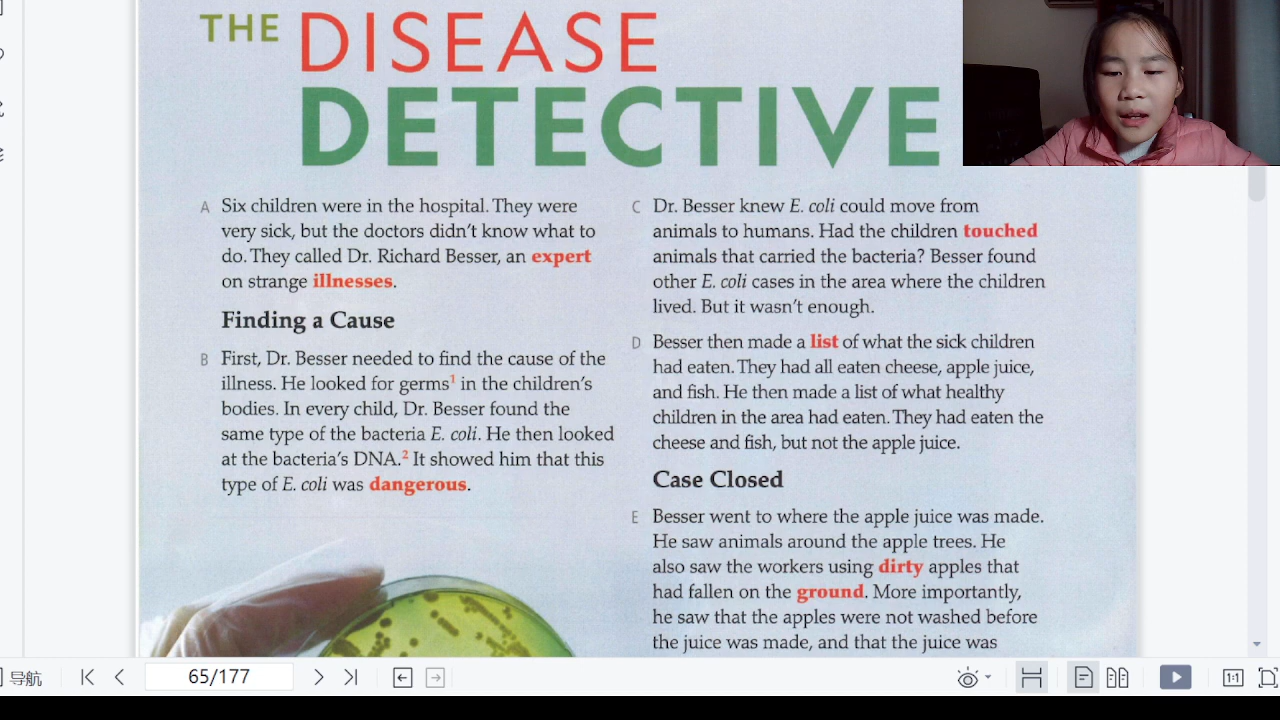 THE DISEASE
DETECTIVE
A Six children were in the hospital. They were
very sick, but the doctors didn't know what to
do. They called Dr. Richard Besser, an expert
on strange illnesses.
Finding a Cause
B First, Dr. Besser needed to find the cause of the
illness. He looked for germs¹ in the children's
bodies. In every child, Dr. Besser found the
same type of the bacteria E. coli. He then looked
at the bacteria's DNA.² It showed him that this
type of E. coli was dangerous.
C Dr. Besser knew E. coli could move from
animals to humans. Had the children touched
animals that carried the bacteria? Besser found
other E. coli cases in the area where the children
lived. But it wasn't enough.
D Besser then made a list of what the sick children
had eaten. They had all eaten cheese, apple juice,
and fish. He then made a list of what healthy
children in the area had eaten. They had eaten the
cheese and fish, but not the apple juice.
Case Closed
E Besser went to where the apple juice was made.
He saw animals around the apple trees. He
also saw the workers using dirty apples that
had fallen on the ground. More importantly,
he saw that the apples were not washed before
the juice was made, and that the juice was
导航
65/177
1:1